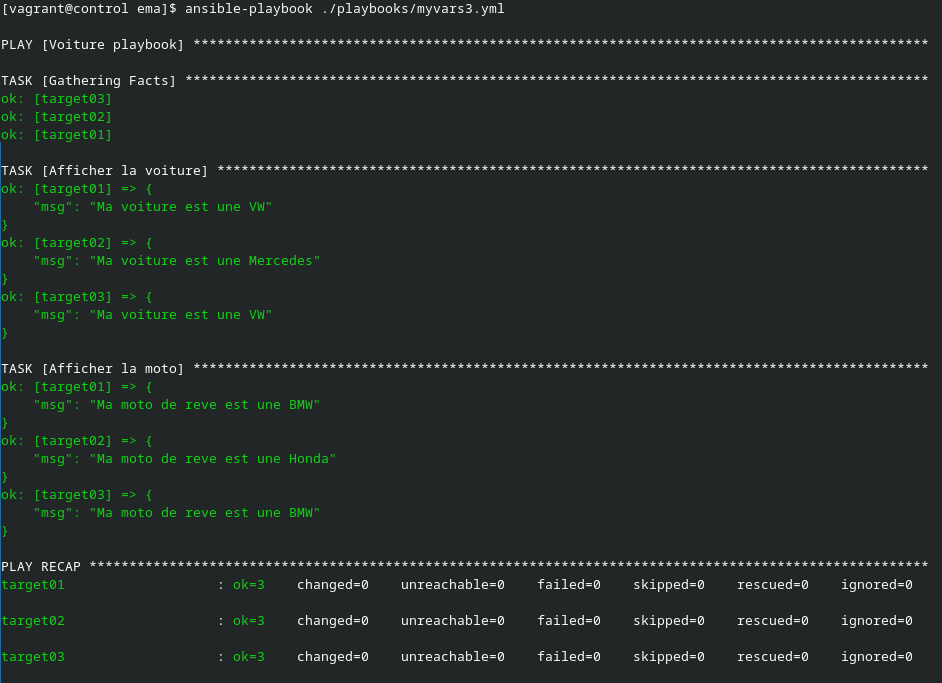 [vagrant@control ema]$ ansible-playbook ./playbooks/myvars3.yml
PLAY [Voiture playbook] ********************************************************************************************
TASK [Gathering Facts] *********************************************************************************************
ok: [target03]
ok: [target02]
ok: [target01]
TASK [Afficher la voiture] *****************************************************************************************
ok: [target01] => {
    "msg": "Ma voiture est une VW"
}
ok: [target02] => {
    "msg": "Ma voiture est une Mercedes"
}
ok: [target03] => {
    "msg": "Ma voiture est une VW"
}
TASK [Afficher la moto] ********************************************************************************************
ok: [target01] => {
    "msg": "Ma moto de reve est une BMW"
}
ok: [target02] => {
    "msg": "Ma moto de reve est une Honda"
}
ok: [target03] => {
    "msg": "Ma moto de reve est une BMW"
}
PLAY RECAP *********************************************************************************************************
target01                   : ok=3    changed=0    unreachable=0    failed=0    skipped=0    rescued=0    ignored=0
target02                   : ok=3    changed=0    unreachable=0    failed=0    skipped=0    rescued=0    ignored=0
target03                   : ok=3    changed=0    unreachable=0    failed=0    skipped=0    rescued=0    ignored=0